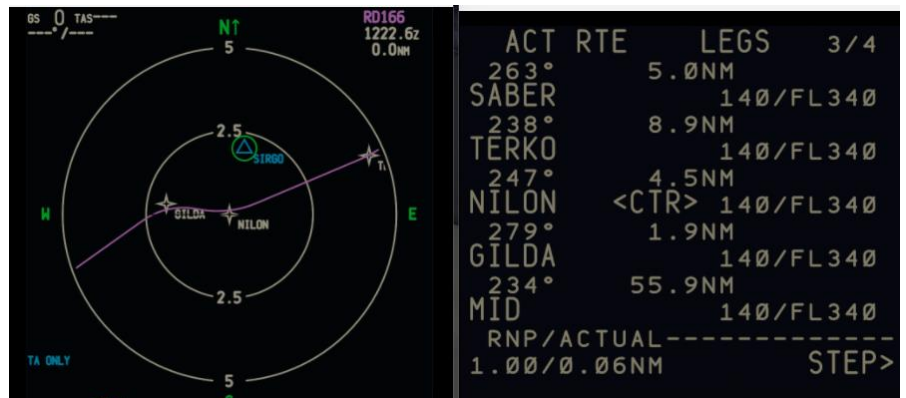 GS 0 TAS---
---°/---
RD166
1222.6z
0.0NM
N↑
5
2.5
SIRGO
W
GILDA
NILON
E
2.5
TA ONLY
5
ACT RTE LEGS 3/4
263° 5.0NM
SABER 140/FL340
238° 8.9NM
TERKO 140/FL340
247° 4.5NM
NILON <CTR> 140/FL340
279° 1.9NM
GILDA 140/FL340
234° 55.9NM
MID 140/FL340
RNP/ACTUAL--------------
1.00/0.06NM STEP>